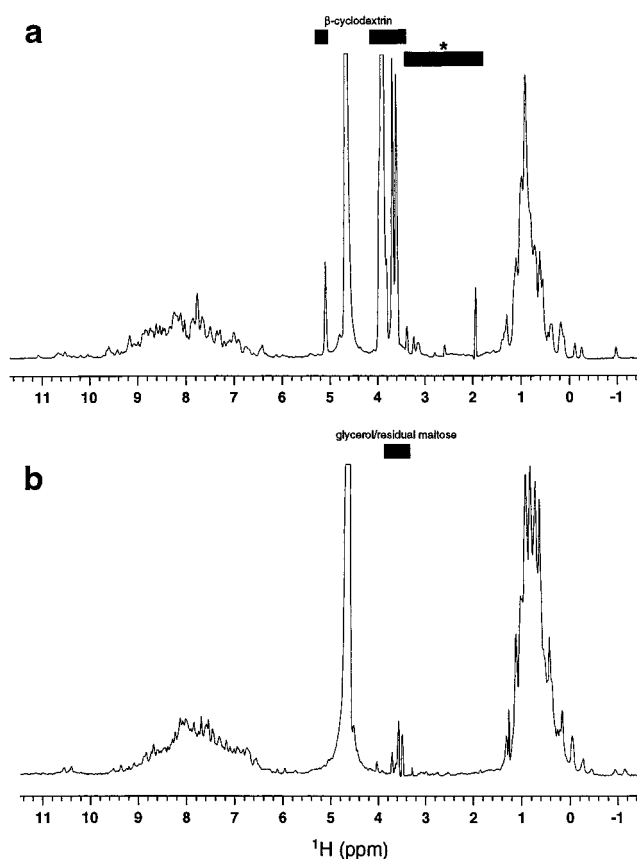 a
β-cyclodextrin
*
11 10 9 8 7 6 5 4 3 2 1 0 -1
glycerol/residual maltose
b
11 10 9 8 7 6 5 4 3 2 1 0 -1
¹H (ppm)